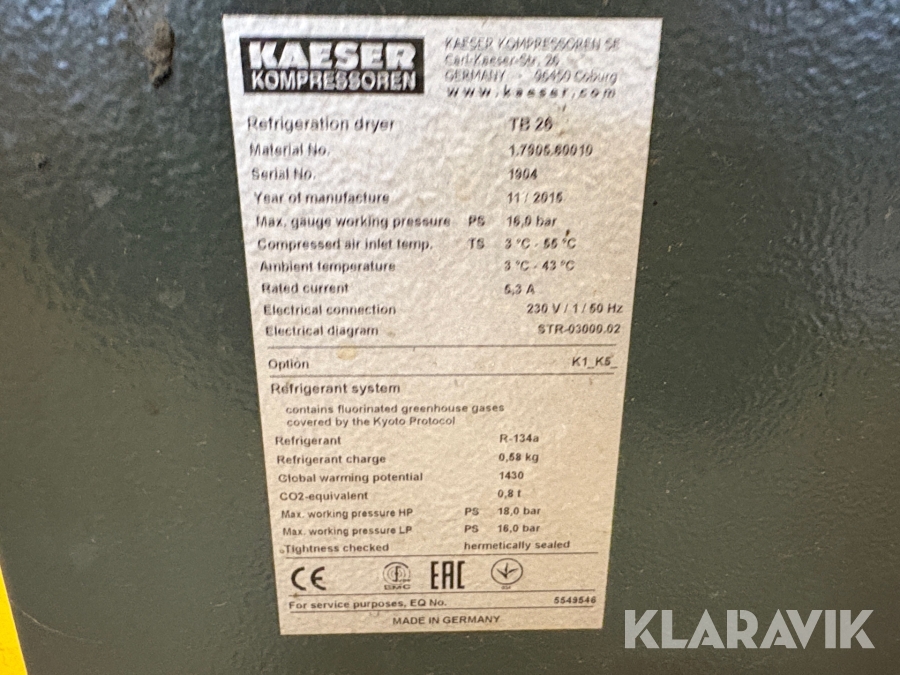 KAESER
KOMPRESSOREN
KAESER KOMPRESSOREN SE
Carl-Kaeser-Str. 26
GERMANY - 96450 Coburg
www.kaeser.com
Refrigeration dryer TB 26
Material No. 1.7905.80010
Serial No. 1904
Year of manufacture 11 / 2015
Max. gauge working pressure PS 16,0 bar
Compressed air inlet temp. TS 3 °C - 55 °C
Ambient temperature 3 °C - 43 °C
Rated current 5,3 A
Electrical connection 230 V / 1 / 50 Hz
Electrical diagram STR-03000.02
Option K1_K5_
Refrigerant system
contains fluorinated greenhouse gases
covered by the Kyoto Protocol
Refrigerant R-134a
Refrigerant charge 0,58 kg
Global warming potential 1430
CO2-equivalent 0,8 t
Max. working pressure HP PS 18,0 bar
Max. working pressure LP PS 16,0 bar
Tightness checked hermetically sealed
CE EMC EAC
For service purposes, EQ No. 5549546
MADE IN GERMANY
KLARAVIK